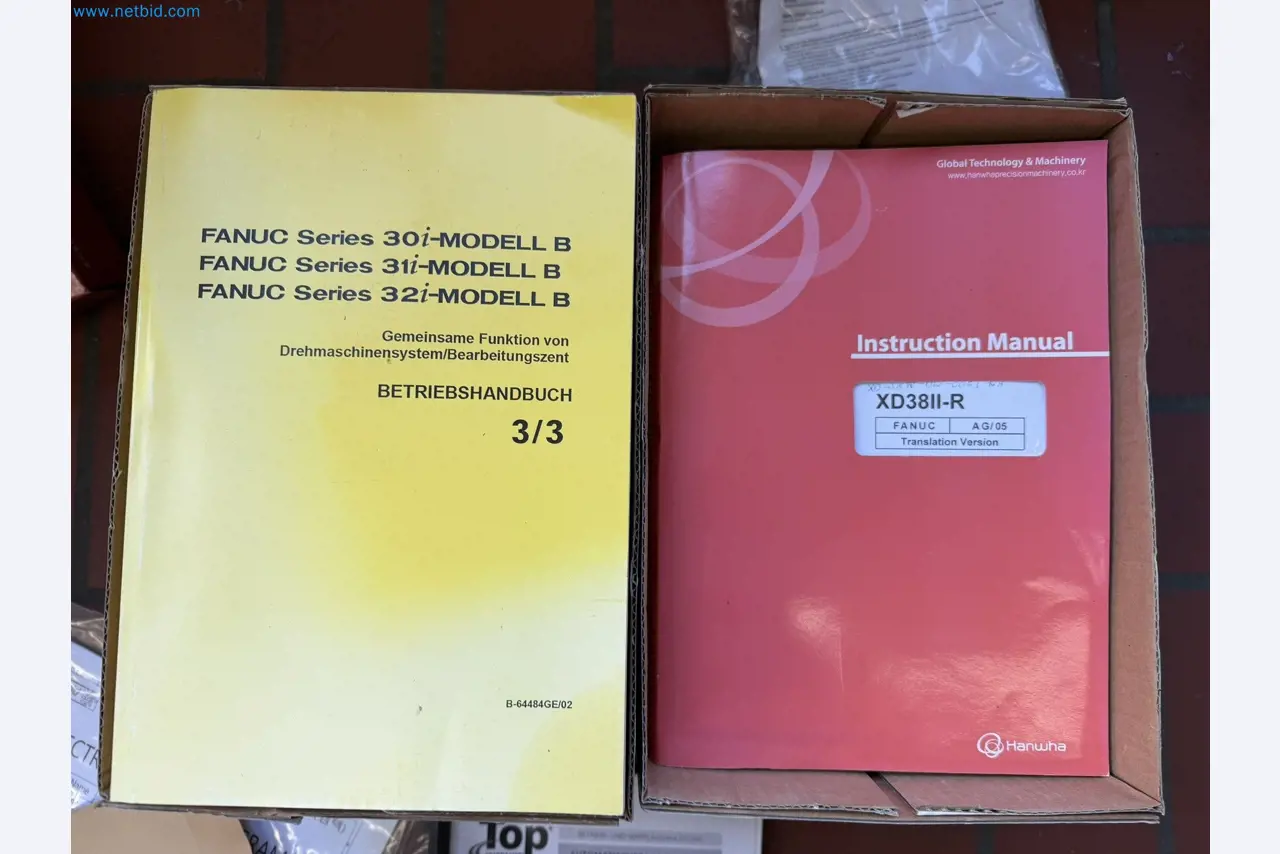 www.netbid.com
FANUC Series 30i-MODELL B
FANUC Series 31i-MODELL B
FANUC Series 32i-MODELL B
Gemeinsame Funktion von
Drehmaschinensystem/Bearbeitungszent
BETRIEBSHANDBUCH
3/3
B-64484GE/02
Global Technology & Machinery
www.hanwhaprecisionmachinery.co.kr
Instruction Manual
XD38II-R
FANUC AG/05
Translation Version
Hanwha
Top